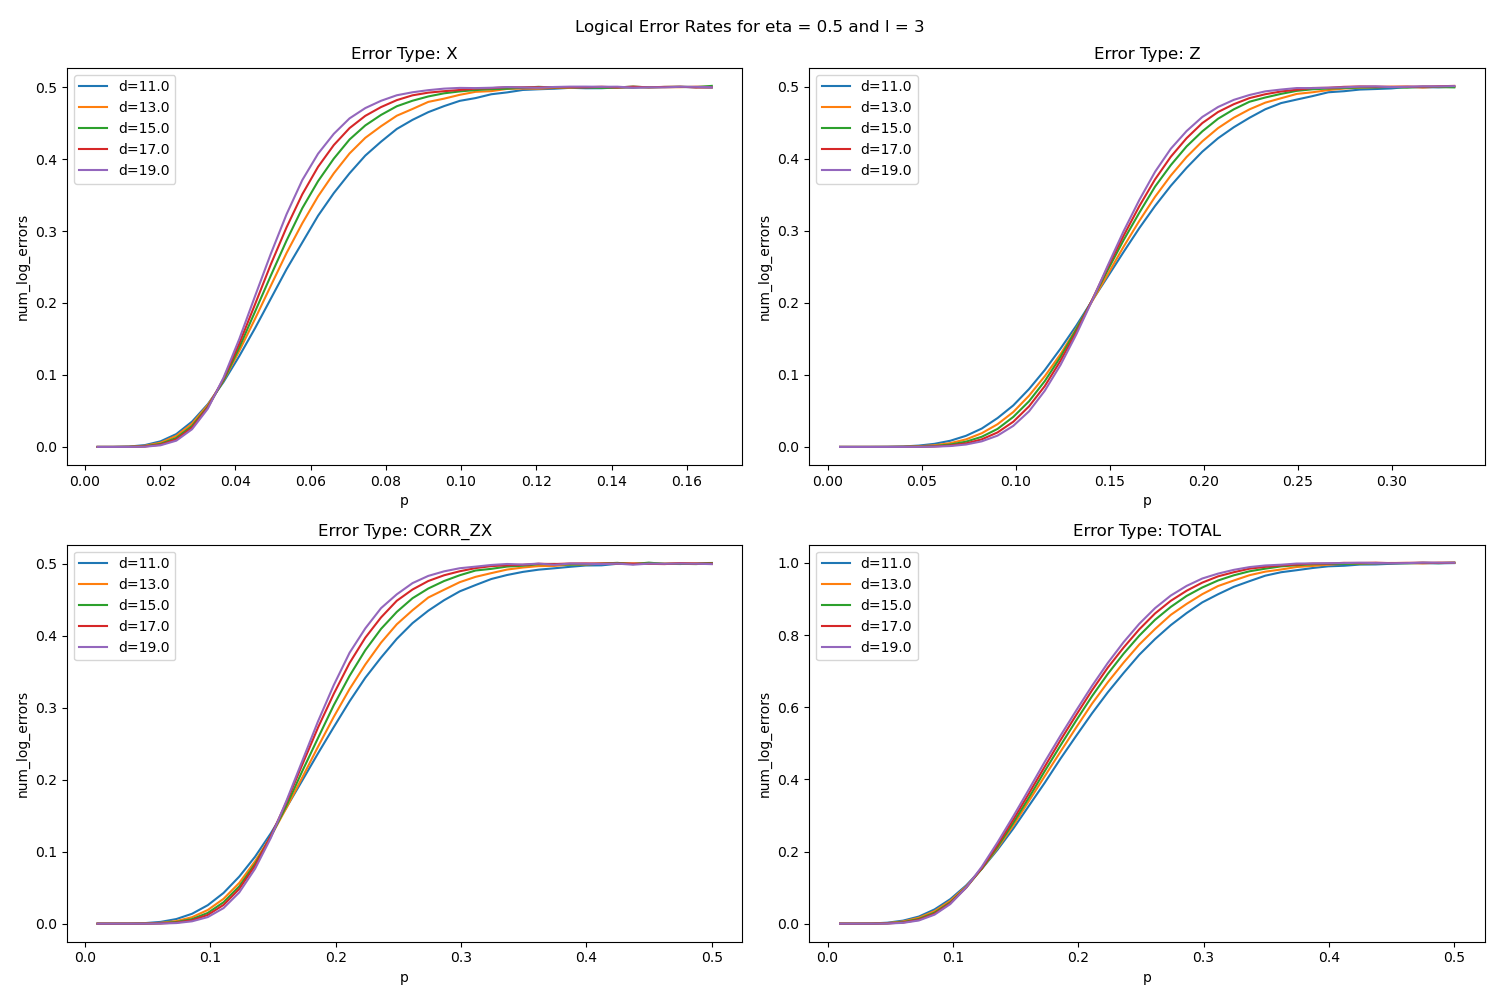 Logical Error Rates for eta = 0.5 and l = 3
Error Type: X
d=11.0
d=13.0
d=15.0
d=17.0
d=19.0
num_log_errors
0.5
0.4
0.3
0.2
0.1
0.0
0.00 0.02 0.04 0.06 0.08 0.10 0.12 0.14 0.16
p
Error Type: Z
d=11.0
d=13.0
d=15.0
d=17.0
d=19.0
num_log_errors
0.5
0.4
0.3
0.2
0.1
0.0
0.00 0.05 0.10 0.15 0.20 0.25 0.30
p
Error Type: CORR_ZX
d=11.0
d=13.0
d=15.0
d=17.0
d=19.0
num_log_errors
0.5
0.4
0.3
0.2
0.1
0.0
0.0 0.1 0.2 0.3 0.4 0.5
p
Error Type: TOTAL
d=11.0
d=13.0
d=15.0
d=17.0
d=19.0
num_log_errors
1.0
0.8
0.6
0.4
0.2
0.0
0.0 0.1 0.2 0.3 0.4 0.5
p